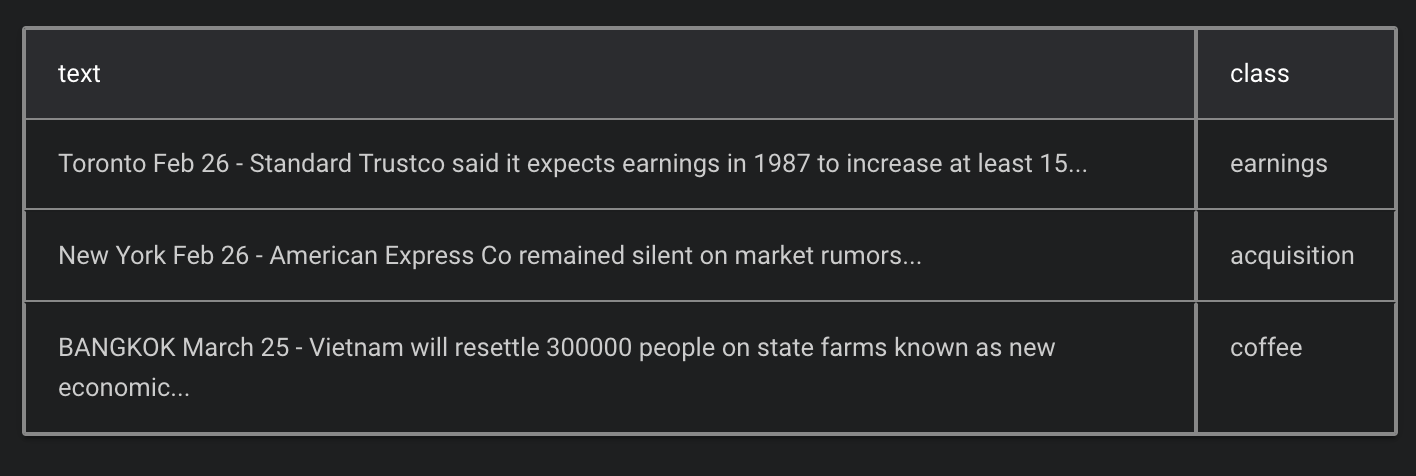 text class
Toronto Feb 26 - Standard Trustco said it expects earnings in 1987 to increase at least 15... earnings
New York Feb 26 - American Express Co remained silent on market rumors... acquisition
BANGKOK March 25 - Vietnam will resettle 300000 people on state farms known as new coffee
economic...